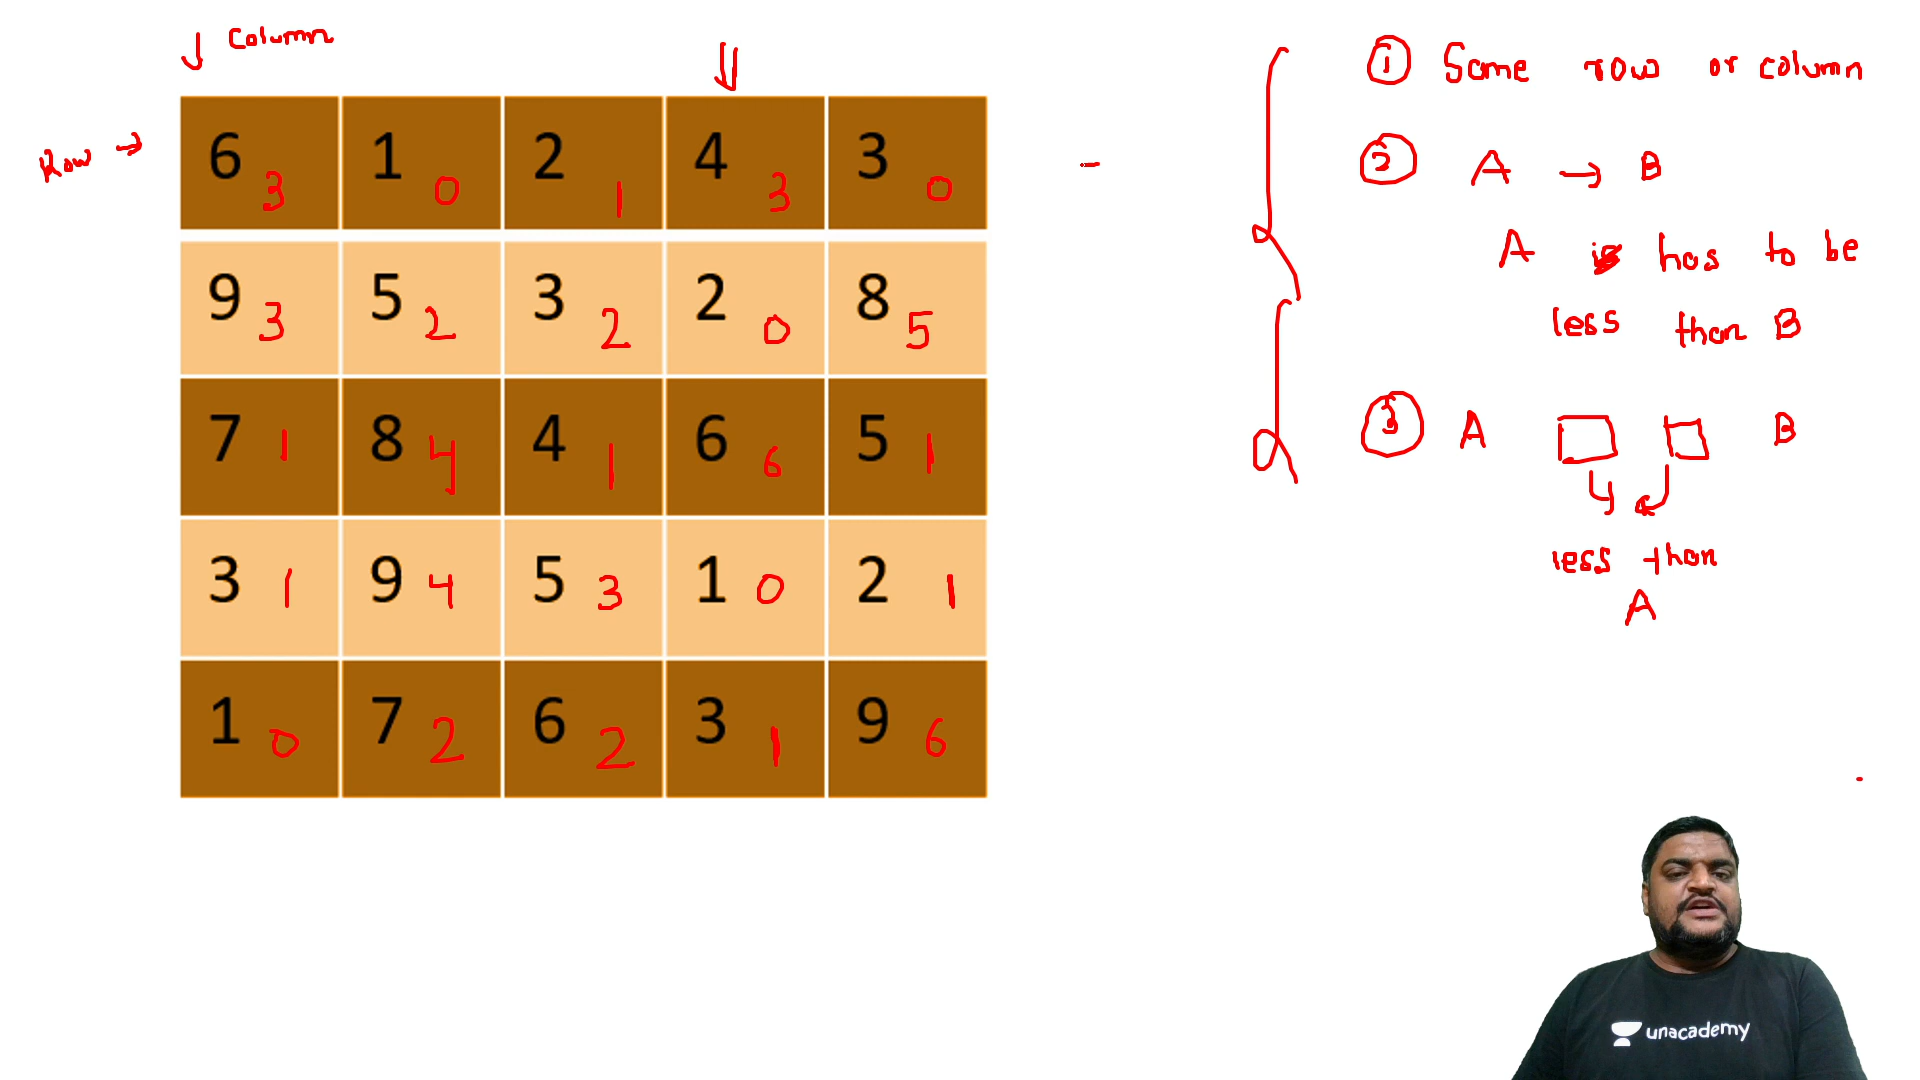 ↓ Column
Row →
6 3 1 0 2 1 4 3 3 0
9 3 5 2 3 2 2 0 8 5
7 1 8 4 4 1 6 6 5 1
3 1 9 4 5 3 1 0 2 1
1 0 7 2 6 2 3 1 9 6
① Same row or column
② A → B
A has to be
less than B
③ A B
less than
A
unacademy